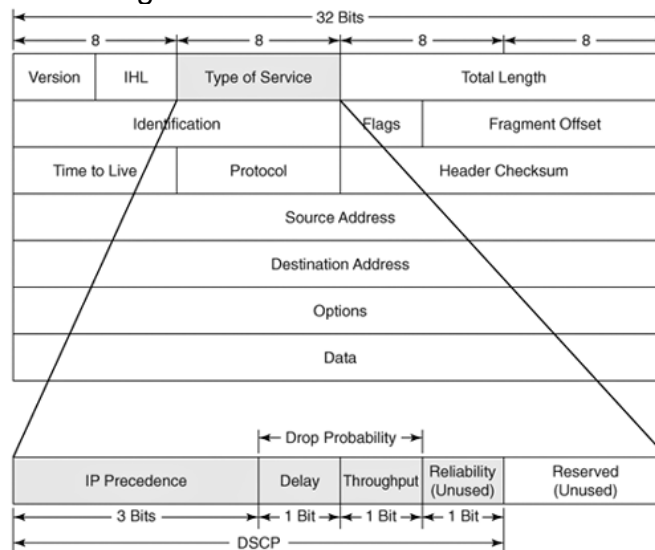 32 Bits
8 8 8 8
Version IHL Type of Service Total Length
Identification Flags Fragment Offset
Time to Live Protocol Header Checksum
Source Address
Destination Address
Options
Data
Drop Probability
IP Precedence Delay Throughput Reliability (Unused) Reserved (Unused)
3 Bits 1 Bit 1 Bit 1 Bit
DSCP